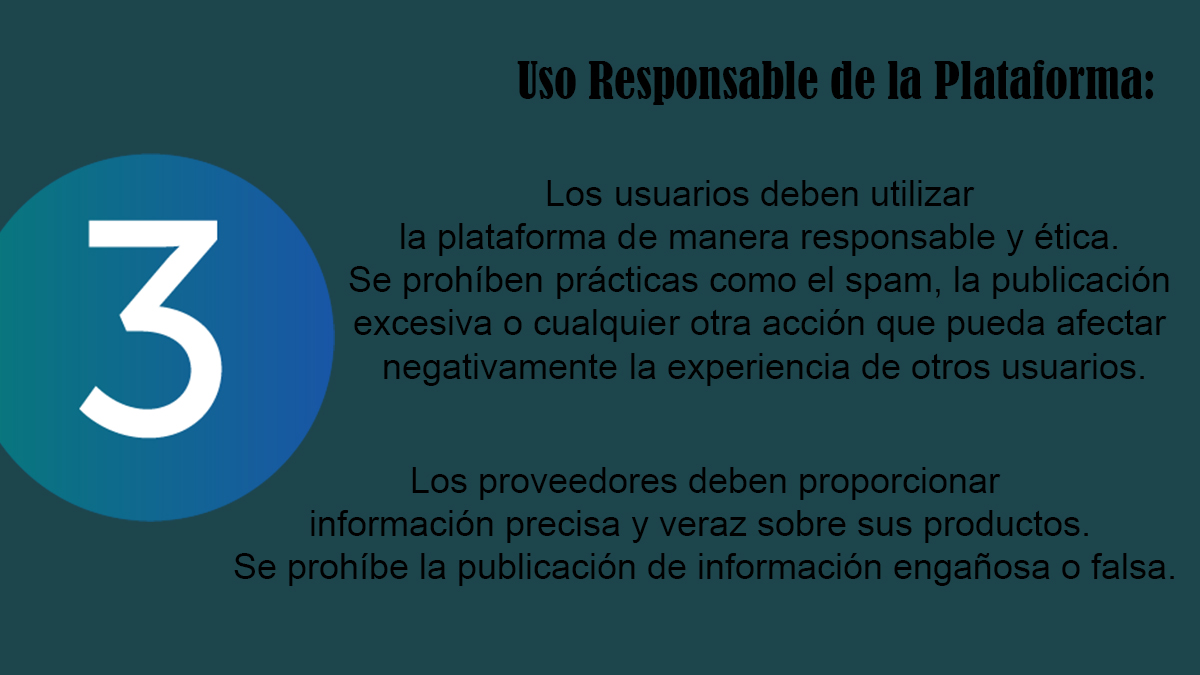 Uso Responsable de la Plataforma:
3
Los usuarios deben utilizar
la plataforma de manera responsable y ética.
Se prohíben prácticas como el spam, la publicación
excesiva o cualquier otra acción que pueda afectar
negativamente la experiencia de otros usuarios.
Los proveedores deben proporcionar
información precisa y veraz sobre sus productos.
Se prohíbe la publicación de información engañosa o falsa.